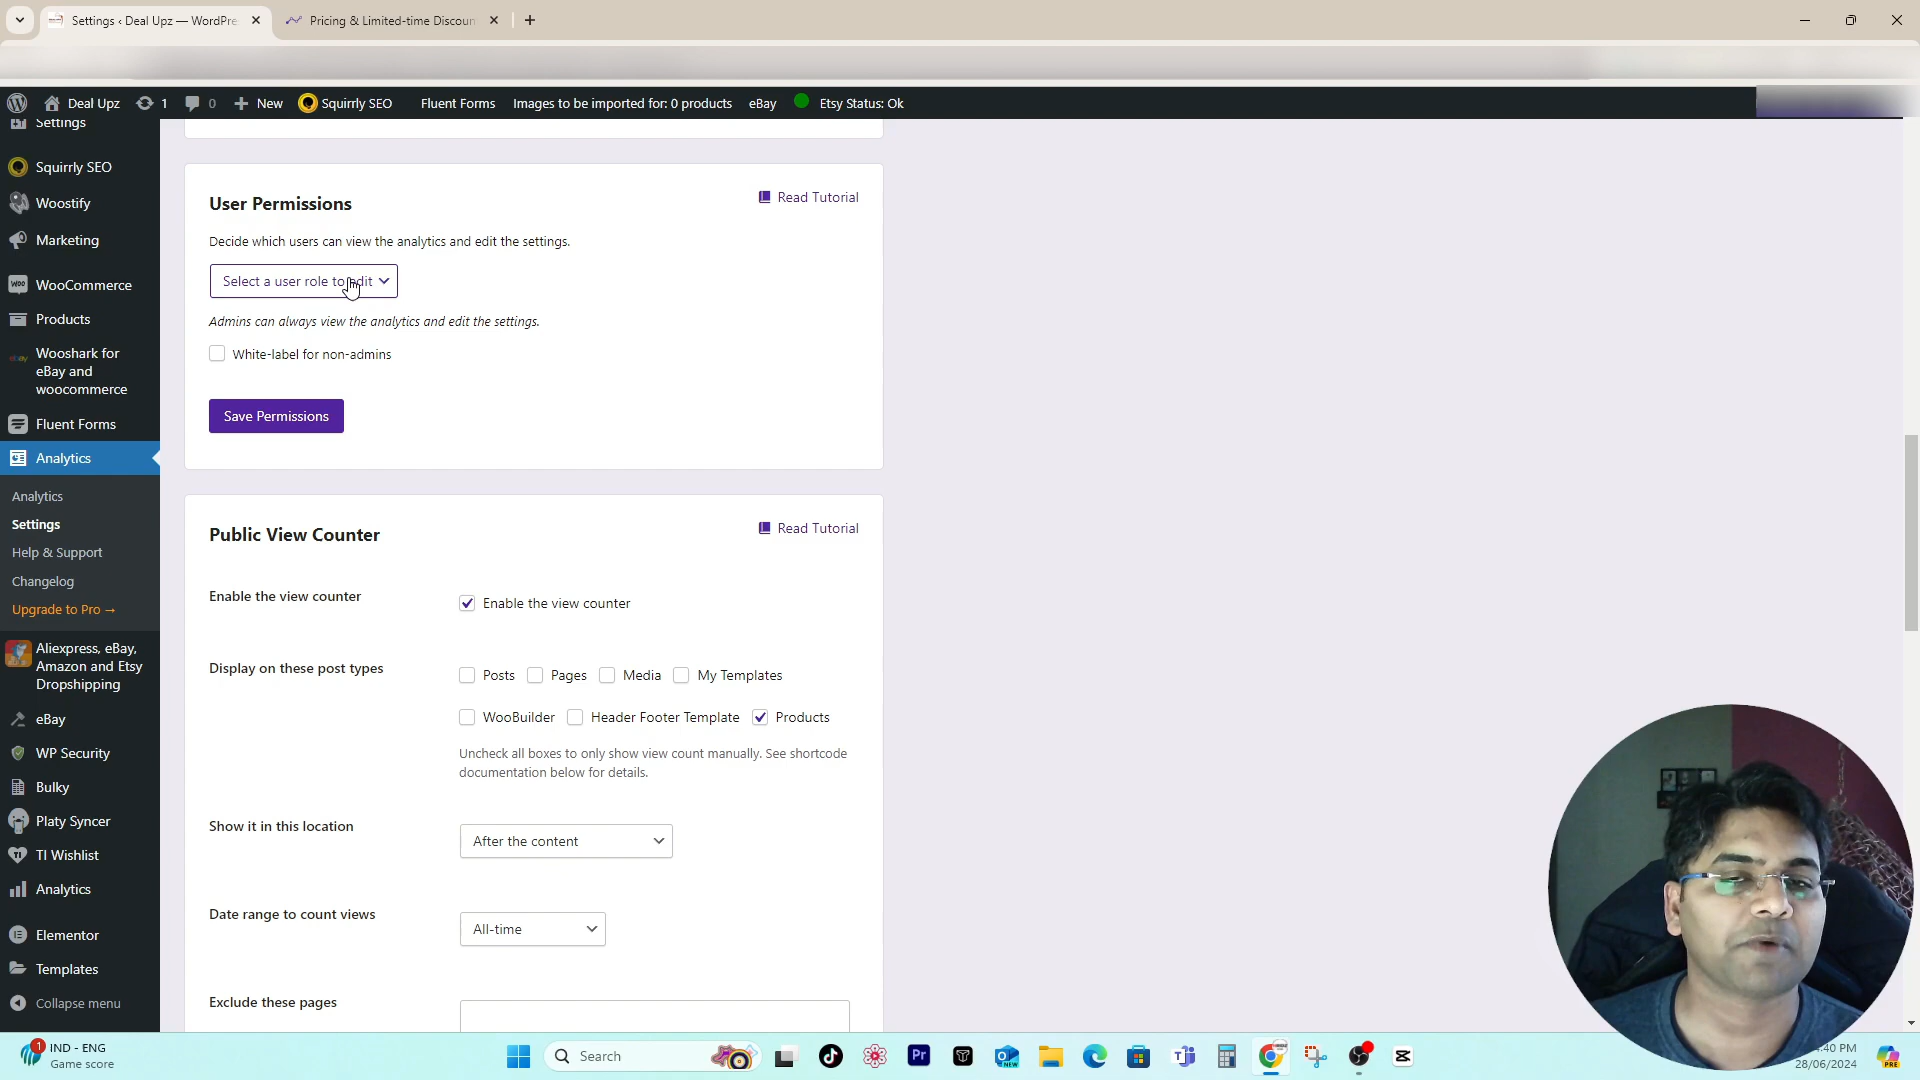 Settings ‹ Deal Upz — WordPre
Pricing & Limited-time Discoun
Deal Upz
1
0
New
Squirrly SEO
Fluent Forms
Images to be imported for: 0 products
eBay
Etsy Status: Ok
Settings
Squirrly SEO
Woostify
Marketing
WooCommerce
Products
Wooshark for
eBay and
woocommerce
Fluent Forms
Analytics
Analytics
Settings
Help & Support
Changelog
Upgrade to Pro →
Aliexpress, eBay,
Amazon and Etsy
Dropshipping
eBay
WP Security
Bulky
Platy Syncer
TI Wishlist
Analytics
Elementor
Templates
Collapse menu
User Permissions
Read Tutorial
Decide which users can view the analytics and edit the settings.
Select a user role to edit
Admins can always view the analytics and edit the settings.
White-label for non-admins
Save Permissions
Public View Counter
Read Tutorial
Enable the view counter
Enable the view counter
Display on these post types
Posts Pages Media My Templates
WooBuilder Header Footer Template Products
Uncheck all boxes to only show view count manually. See shortcode
documentation below for details.
Show it in this location
After the content
Date range to count views
All-time
Exclude these pages
1
IND - ENG
Game score
Search
:40 PM
28/06/2024